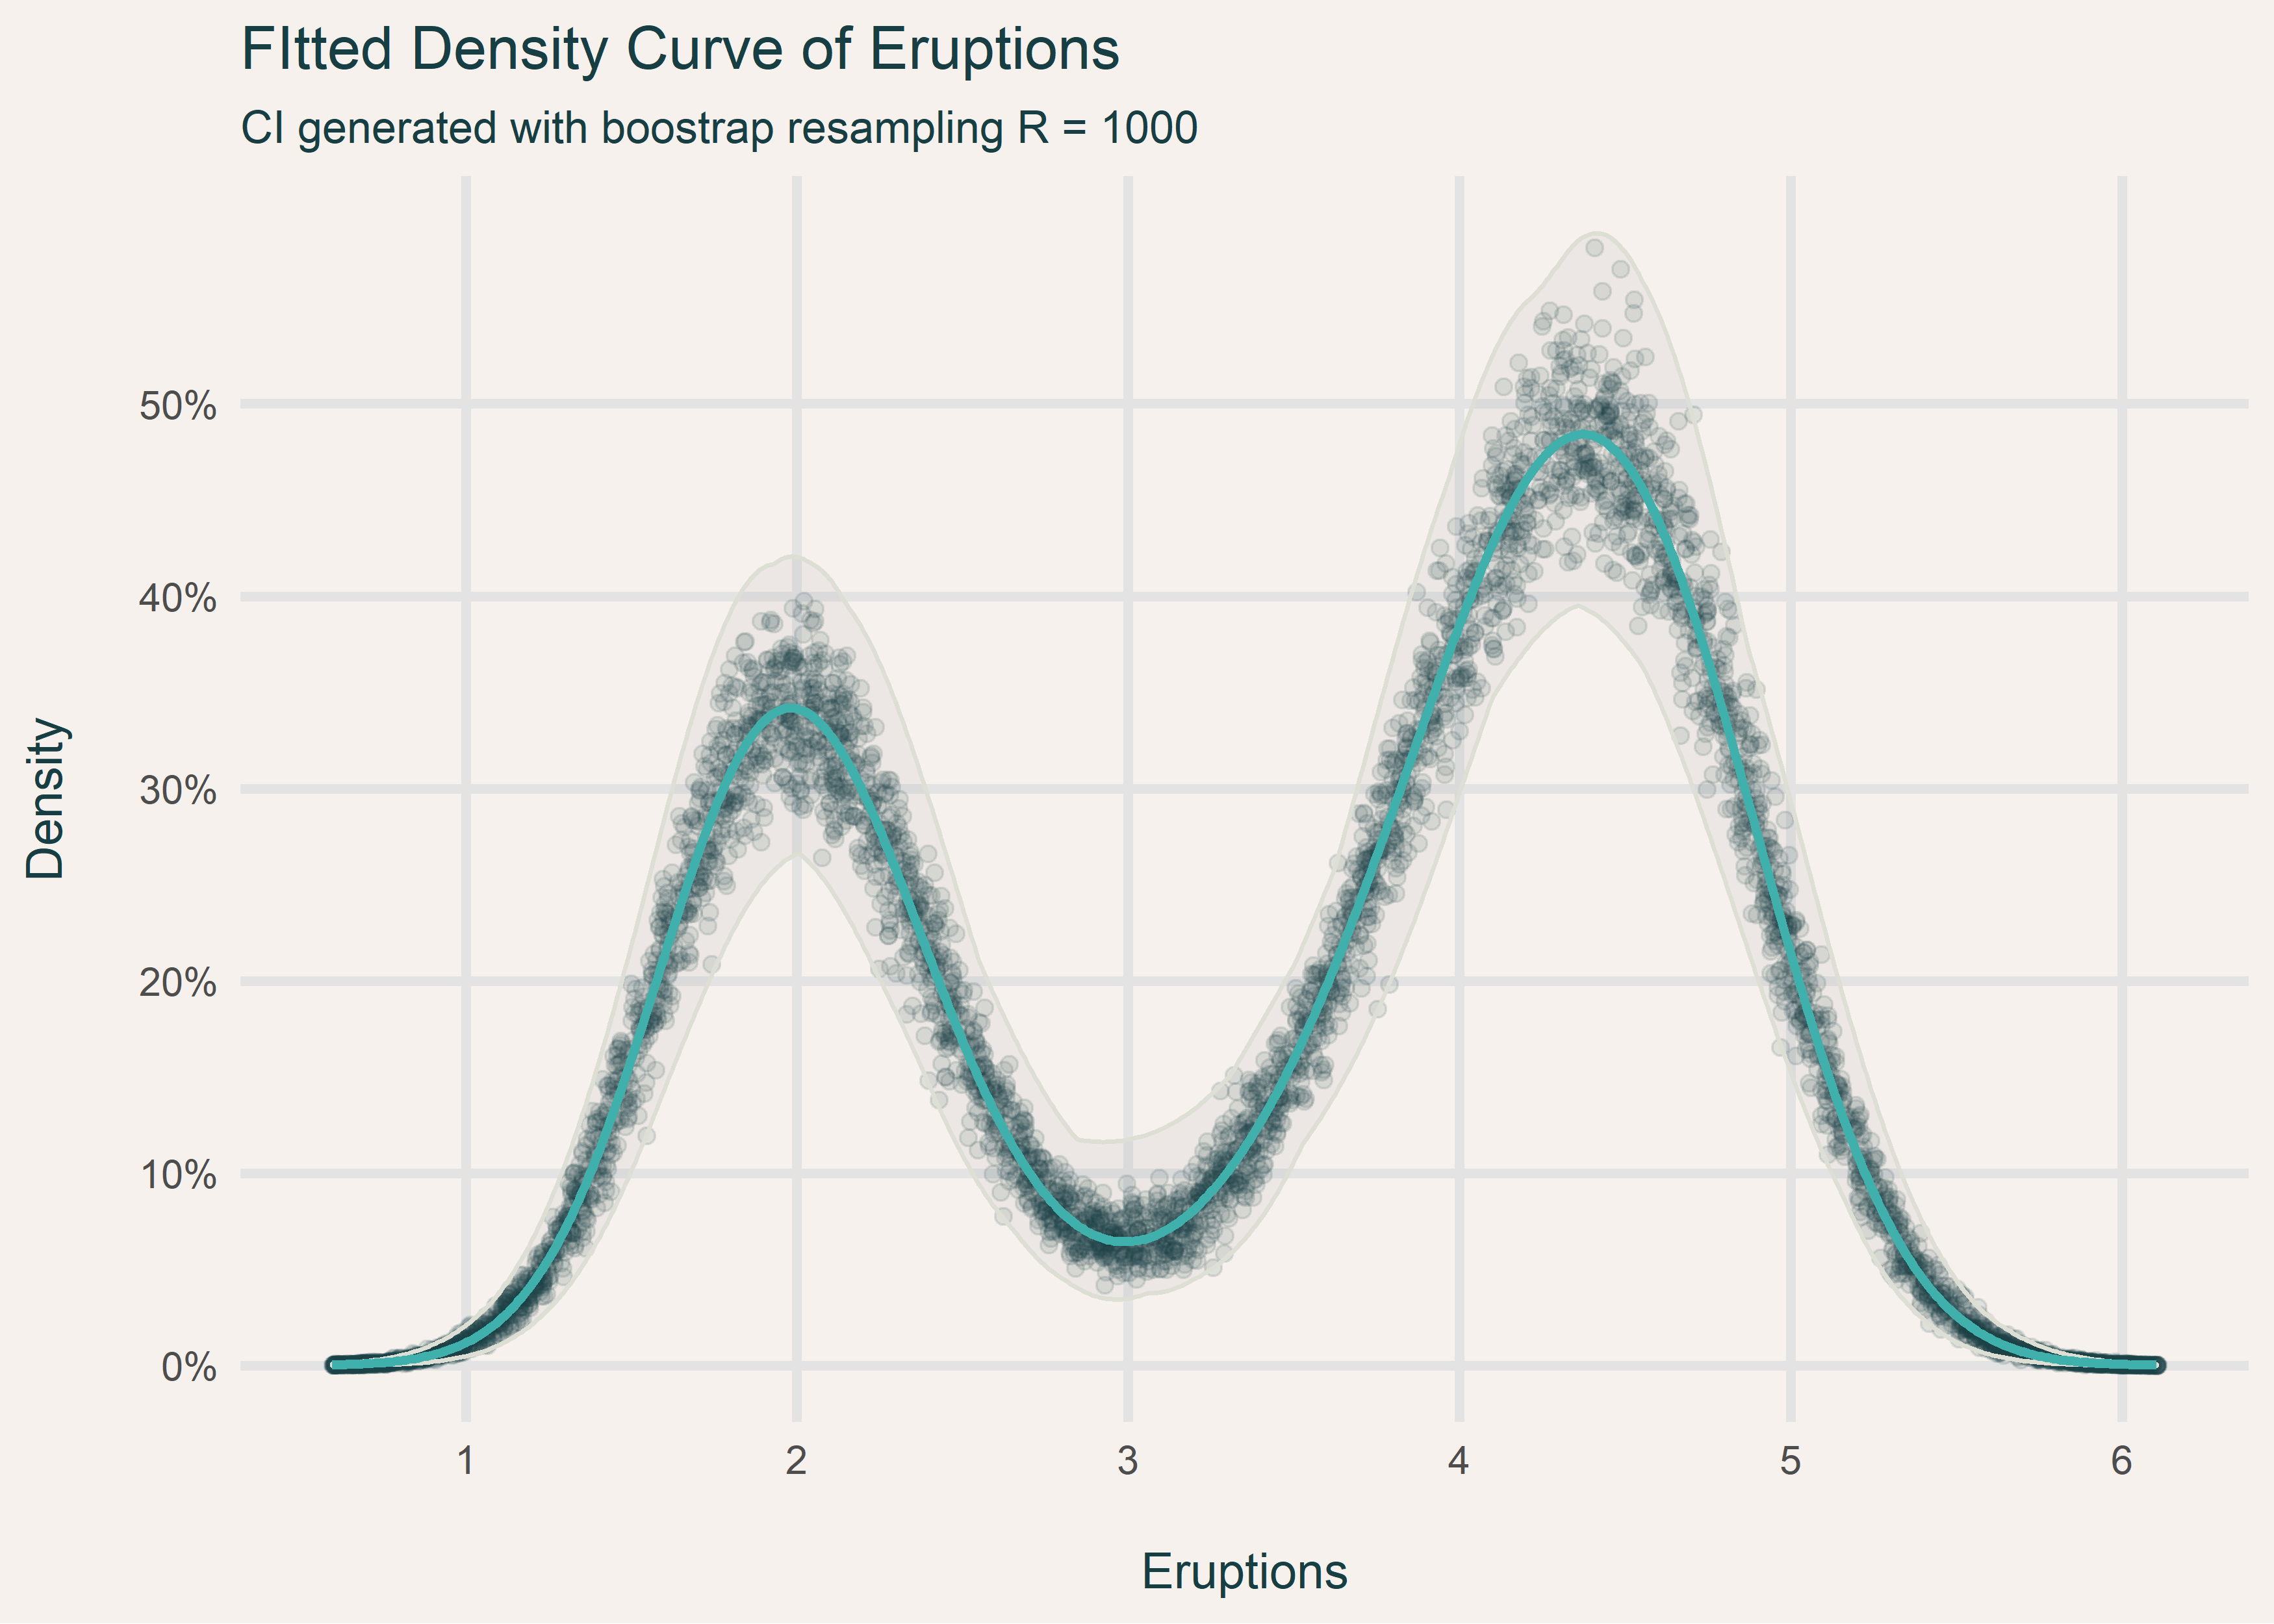 FItted Density Curve of Eruptions
CI generated with boostrap resampling R = 1000
50%
40%
30%
20%
10%
0%
Density
1 2 3 4 5 6
Eruptions